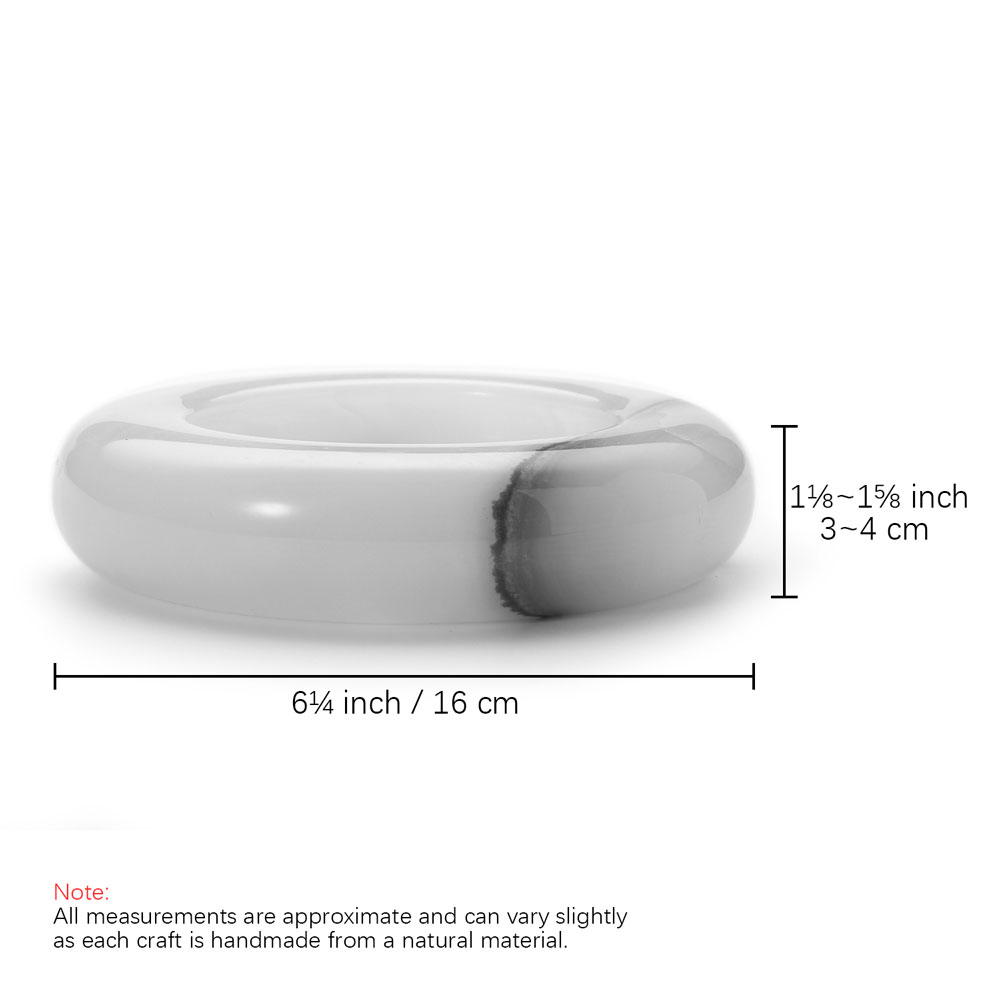 1⅛~1⅝ inch
3~4 cm
6¼ inch / 16 cm
Note:
All measurements are approximate and can vary slightly
as each craft is handmade from a natural material.